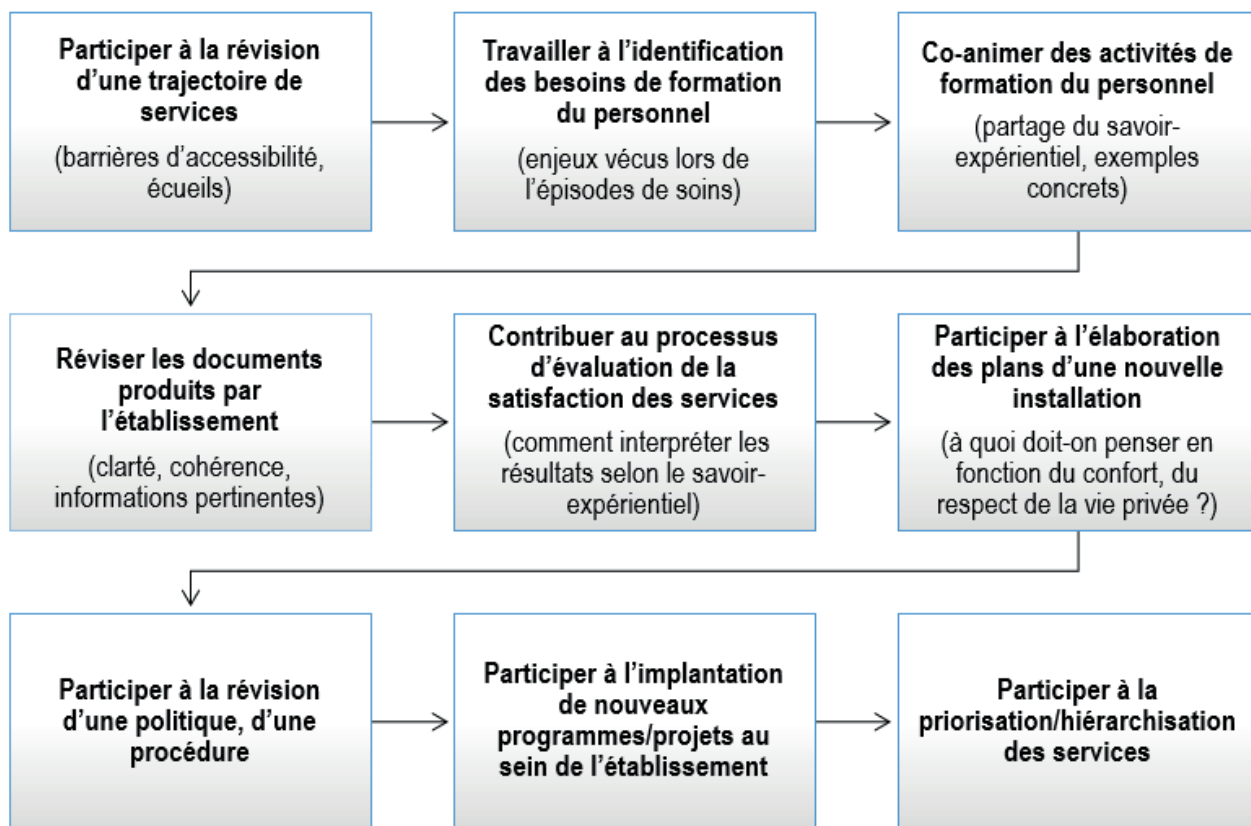 Participer à la révision
d’une trajectoire de
services
(barrières d’accessibilité,
écueils)
Travailler à l’identification
des besoins de formation
du personnel
(enjeux vécus lors de
l’épisodes de soins)
Co-animer des activités de
formation du personnel
(partage du savoir-
expérientiel, exemples
concrets)
Réviser les documents
produits par
l’établissement
(clarté, cohérence,
informations pertinentes)
Contribuer au processus
d’évaluation de la
satisfaction des services
(comment interpréter les
résultats selon le savoir-
expérientiel)
Participer à l’élaboration
des plans d’une nouvelle
installation
(à quoi doit-on penser en
fonction du confort, du
respect de la vie privée ?)
Participer à la révision
d’une politique, d’une
procédure
Participer à l’implantation
de nouveaux
programmes/projets au
sein de l’établissement
Participer à la
priorisation/hiérarchisation
des services